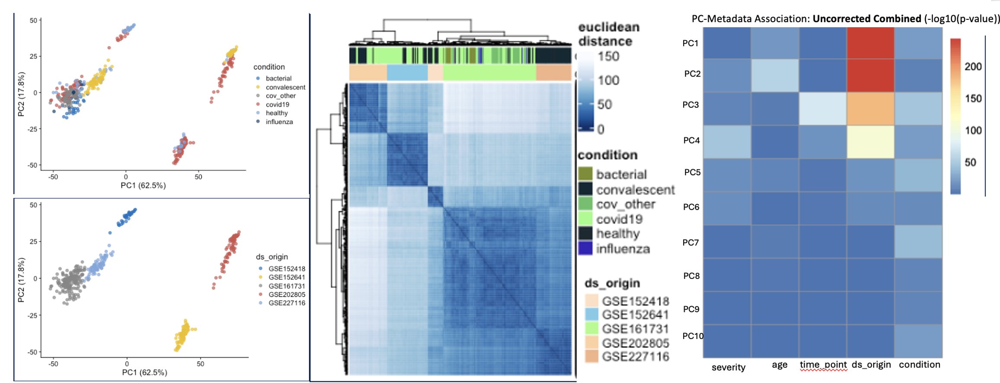 50
25
0
-25
-50
PC2 (17.8%)
-50
0
50
PC1 (62.5%)
condition
bacterial
convalescent
cov_other
covid19
healthy
influenza
50
25
0
-25
-50
PC2 (17.8%)
-50
0
50
PC1 (62.5%)
ds_origin
GSE152418
GSE152641
GSE161731
GSE202805
GSE227116
euclidean
distance
150
100
50
0
condition
bacterial
convalescent
cov_other
covid19
healthy
influenza
ds_origin
GSE152418
GSE152641
GSE161731
GSE202805
GSE227116
PC-Metadata Association: Uncorrected Combined (-log10(p-value))
PC1
PC2
PC3
PC4
PC5
PC6
PC7
PC8
PC9
PC10
severity
age
time_point
ds_origin
condition
200
150
100
50